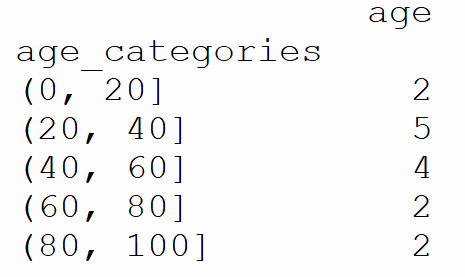 age
age_categories
(0, 20] 2
(20, 40] 5
(40, 60] 4
(60, 80] 2
(80, 100] 2